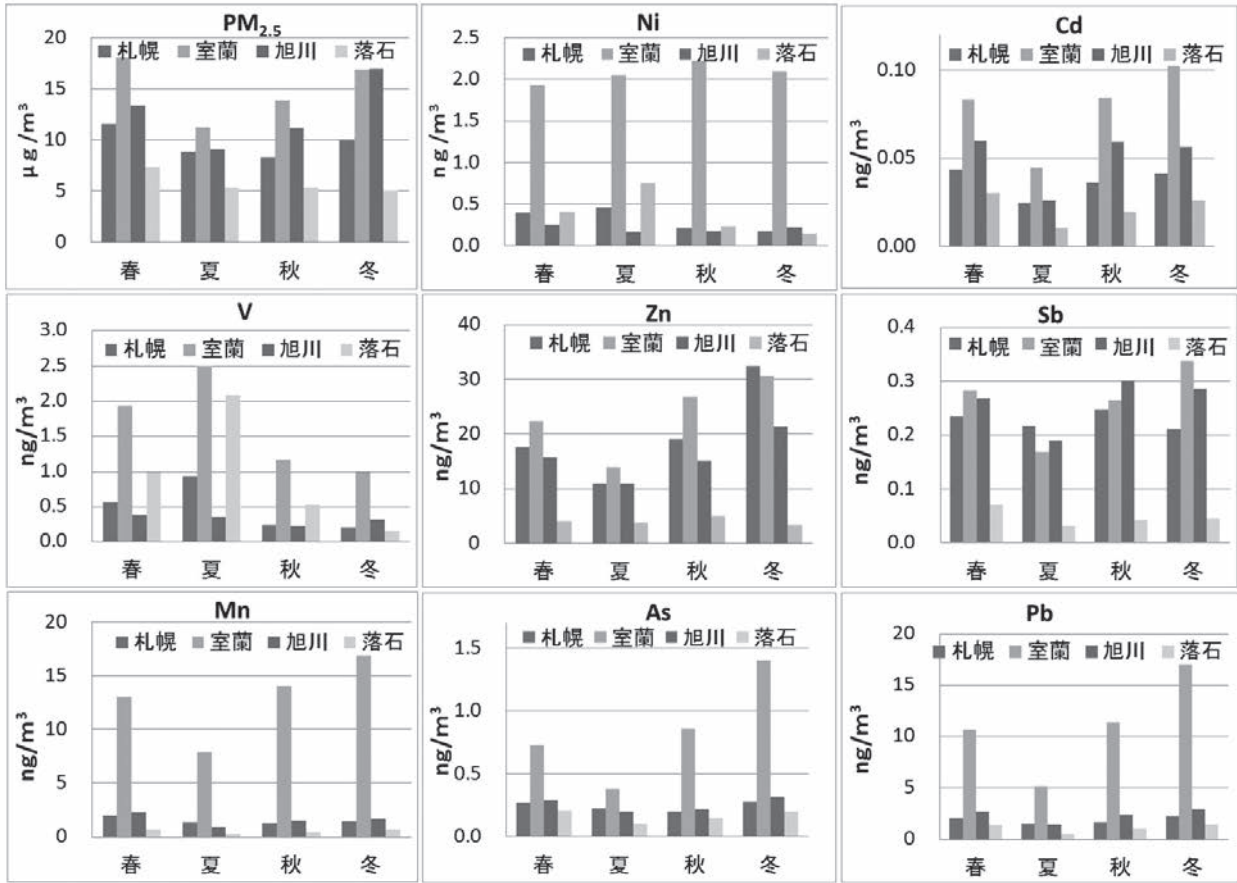 PM2.5
札幌 室蘭 旭川 落石
μg/m³
20
15
10
5
0
春 夏 秋 冬
Ni
札幌 室蘭 旭川 落石
ng/m³
2.5
2.0
1.5
1.0
0.5
0.0
春 夏 秋 冬
Cd
札幌 室蘭 旭川 落石
ng/m³
0.10
0.05
0.00
春 夏 秋 冬
V
札幌 室蘭 旭川 落石
ng/m³
3.0
2.5
2.0
1.5
1.0
0.5
0.0
春 夏 秋 冬
Zn
札幌 室蘭 旭川 落石
ng/m³
40
30
20
10
0
春 夏 秋 冬
Sb
札幌 室蘭 旭川 落石
ng/m³
0.4
0.3
0.2
0.1
0.0
春 夏 秋 冬
Mn
札幌 室蘭 旭川 落石
ng/m³
20
15
10
5
0
春 夏 秋 冬
As
札幌 室蘭 旭川 落石
ng/m³
1.5
1.0
0.5
0.0
春 夏 秋 冬
Pb
札幌 室蘭 旭川 落石
ng/m³
20
15
10
5
0
春 夏 秋 冬